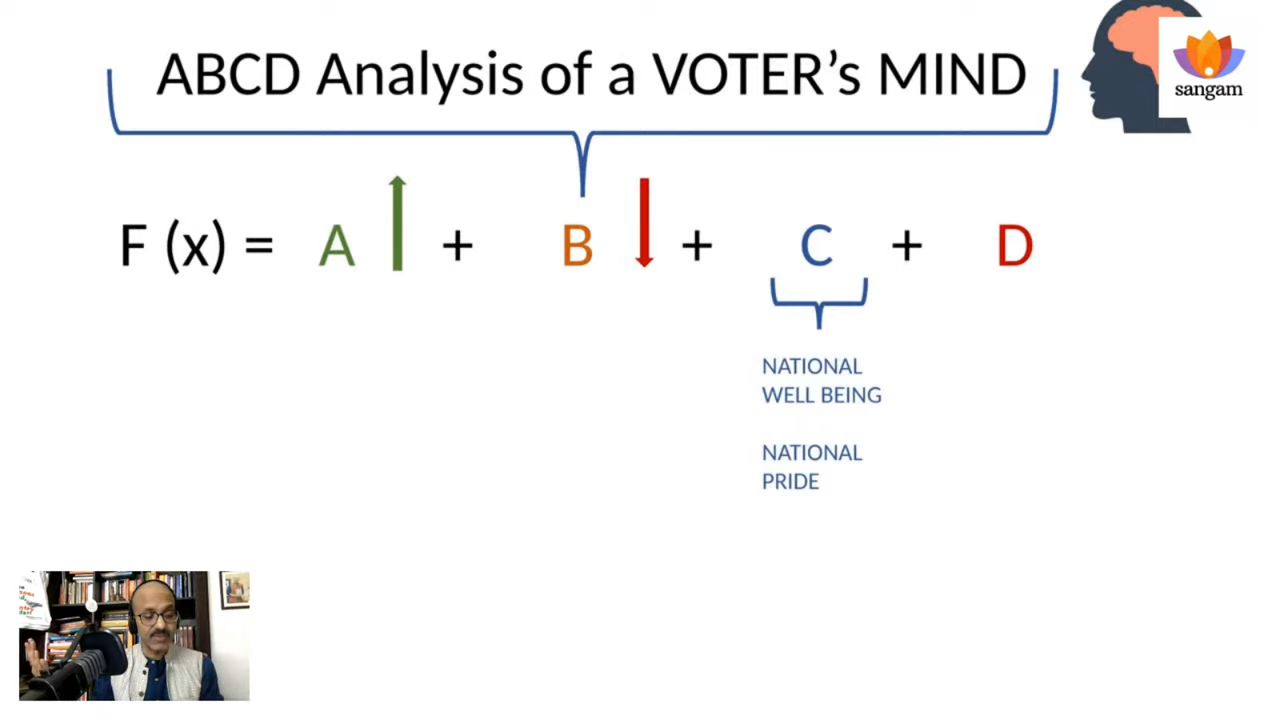 ABCD Analysis of a VOTER's MIND
sangam
F (x) = A + B + C + D
NATIONAL
WELL BEING
NATIONAL
PRIDE